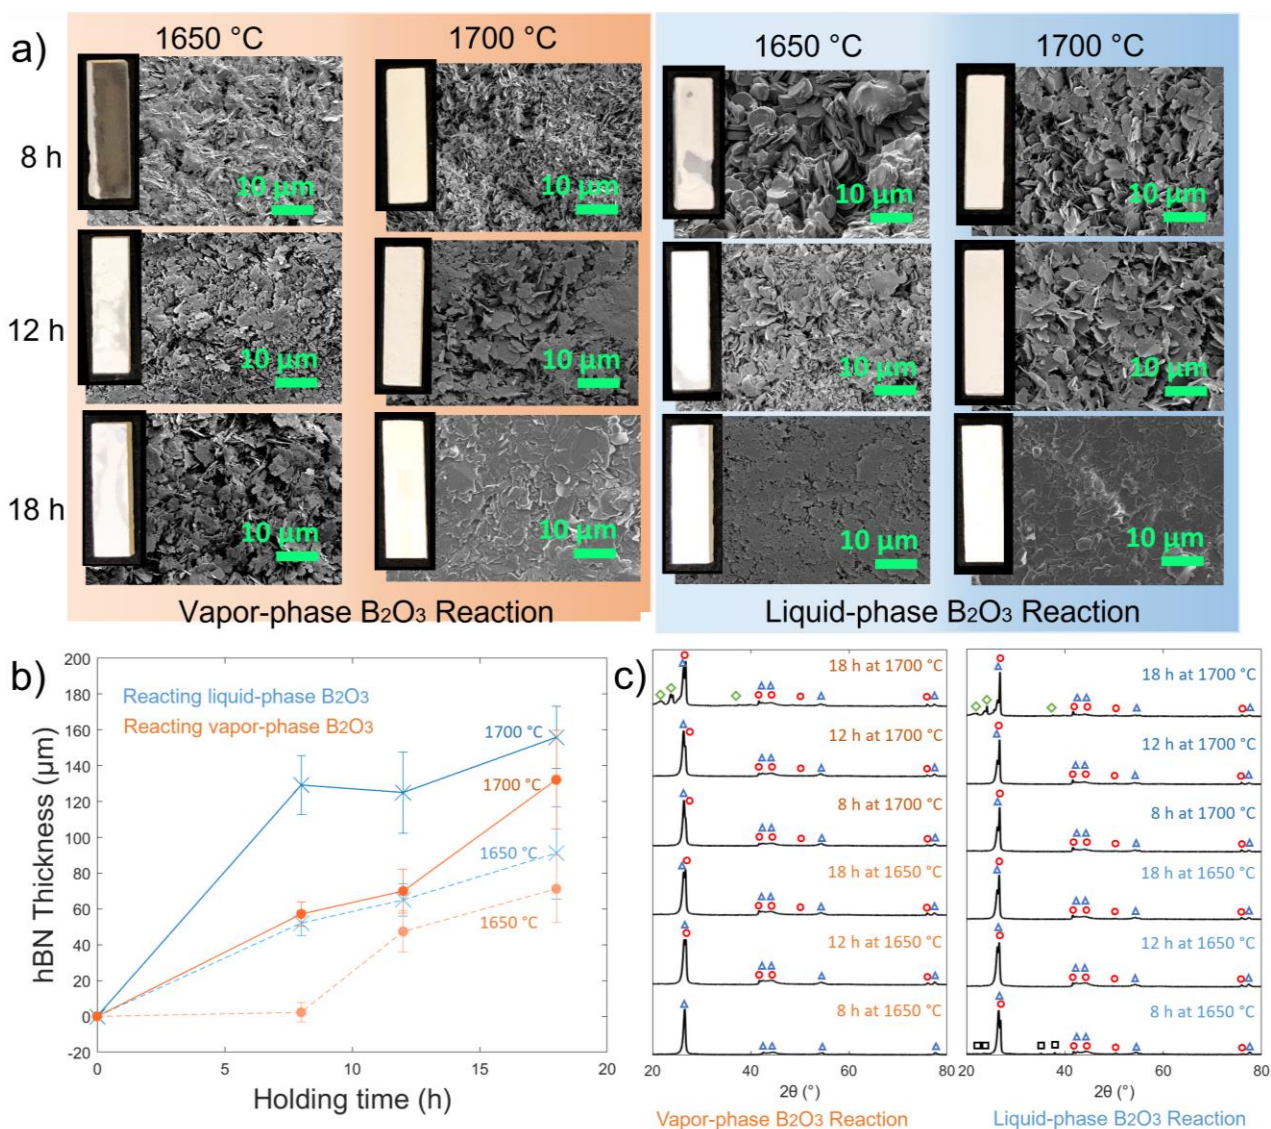 a)
1650 °C 1700 °C 1650 °C 1700 °C
8 h
10 µm 10 µm 10 µm 10 µm
12 h
10 µm 10 µm 10 µm 10 µm
18 h
10 µm 10 µm 10 µm 10 µm
Vapor-phase B₂O₃ Reaction Liquid-phase B₂O₃ Reaction
b)
200
180
160
140
120
100
80
60
40
20
0
-20
hBN Thickness (µm)
Reacting liquid-phase B₂O₃
Reacting vapor-phase B₂O₃
1700 °C
1700 °C
1650 °C
1650 °C
0 5 10 15 20
Holding time (h)
c)
18 h at 1700 °C
12 h at 1700 °C
8 h at 1700 °C
18 h at 1650 °C
12 h at 1650 °C
8 h at 1650 °C
20 40 60 80
2θ (°)
Vapor-phase B₂O₃ Reaction
18 h at 1700 °C
12 h at 1700 °C
8 h at 1700 °C
18 h at 1650 °C
12 h at 1650 °C
8 h at 1650 °C
20 40 60 80
2θ (°)
Liquid-phase B₂O₃ Reaction